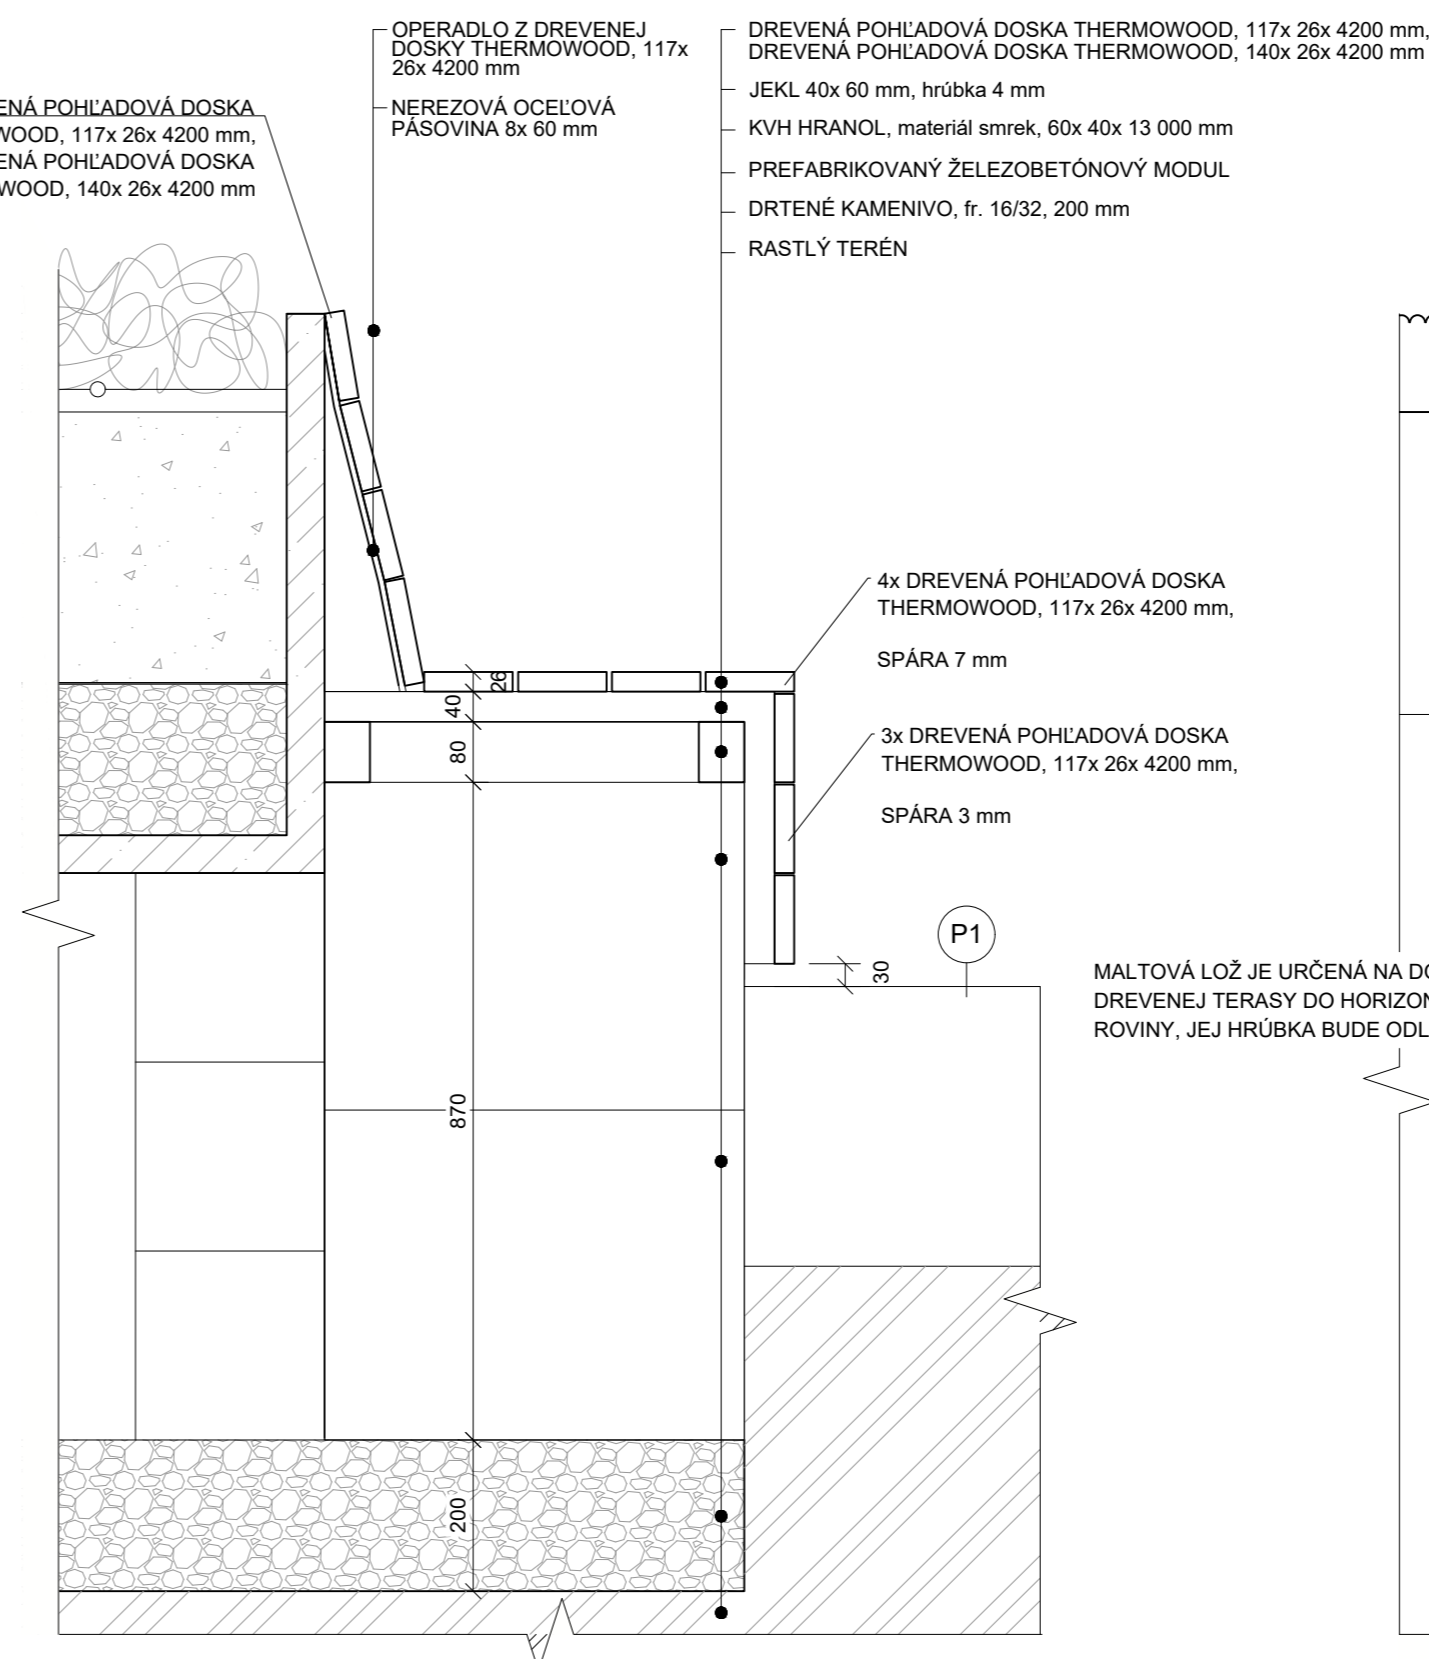 OPERADLO Z DREVENEJ
DOSKY THERMOWOOD, 117x
26x 4200 mm
NEREZOVÁ OCEĽOVÁ
PÁSOVINA 8x 60 mm
DREVENÁ POHĽADOVÁ DOSKA THERMOWOOD, 117x 26x 4200 mm,
DREVENÁ POHĽADOVÁ DOSKA THERMOWOOD, 140x 26x 4200 mm
JEKL 40x 60 mm, hrúbka 4 mm
KVH HRANOL, materiál smrek, 60x 40x 13 000 mm
PREFABRIKOVANÝ ŽELEZOBETÓNOVÝ MODUL
DRTENÉ KAMENIVO, fr. 16/32, 200 mm
RASTLÝ TERÉN
ENÁ POHĽADOVÁ DOSKA
WOOD, 117x 26x 4200 mm,
ENÁ POHĽADOVÁ DOSKA
WOOD, 140x 26x 4200 mm
4x DREVENÁ POHĽADOVÁ DOSKA
THERMOWOOD, 117x 26x 4200 mm,
SPÁRA 7 mm
26
40
80
3x DREVENÁ POHĽADOVÁ DOSKA
THERMOWOOD, 117x 26x 4200 mm,
SPÁRA 3 mm
P1
30
MALTOVÁ LOŽ JE URČENÁ NA DO
DREVENEJ TERASY DO HORIZON
ROVINY, JEJ HRÚBKA BUDE ODL
870
200